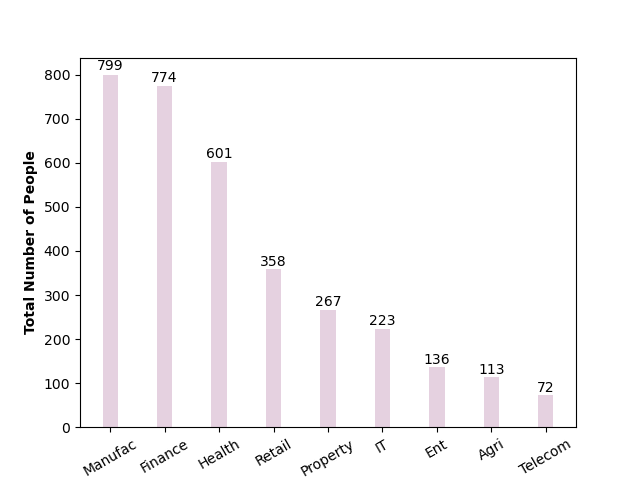 Total Number of People
800
700
600
500
400
300
200
100
0
799
774
601
358
267
223
136
113
72
Manufac
Finance
Health
Retail
Property
IT
Ent
Agri
Telecom